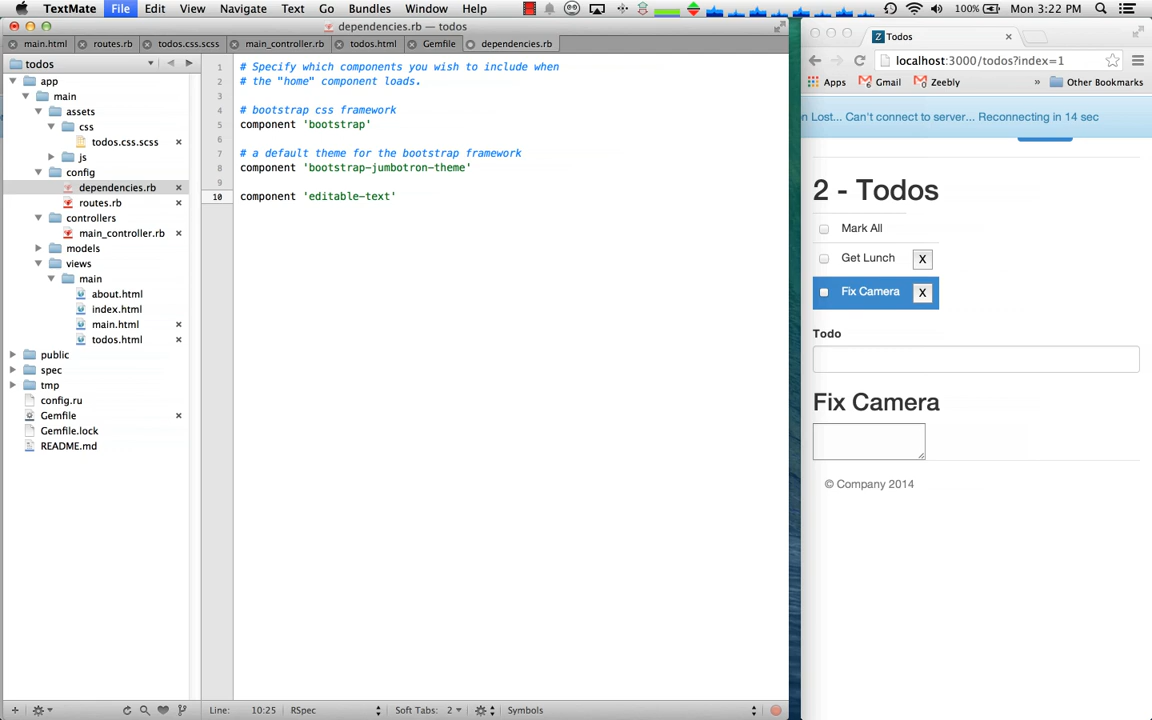 TextMate File Edit View Navigate Text Go Bundles Window Help 100% Mon 3:22 PM
dependencies.rb — todos
main.html routes.rb todos.css.scss main_controller.rb todos.html Gemfile dependencies.rb
todos
app
main
assets
css
todos.css.scss
js
config
dependencies.rb
routes.rb
controllers
main_controller.rb
models
views
main
about.html
index.html
main.html
todos.html
public
spec
tmp
config.ru
Gemfile
Gemfile.lock
README.md
1 # Specify which components you wish to include when
2 # the "home" component loads.
3
4 # bootstrap css framework
5 component 'bootstrap'
6
7 # a default theme for the bootstrap framework
8 component 'bootstrap-jumbotron-theme'
9
10 component 'editable-text'
Line: 10:25 RSpec Soft Tabs: 2 Symbols
Todos
localhost:3000/todos?index=1
Apps Gmail Zeebly » Other Bookmarks
n Lost... Can't connect to server... Reconnecting in 14 sec
2 - Todos
Mark All
Get Lunch X
Fix Camera X
Todo
Fix Camera
© Company 2014